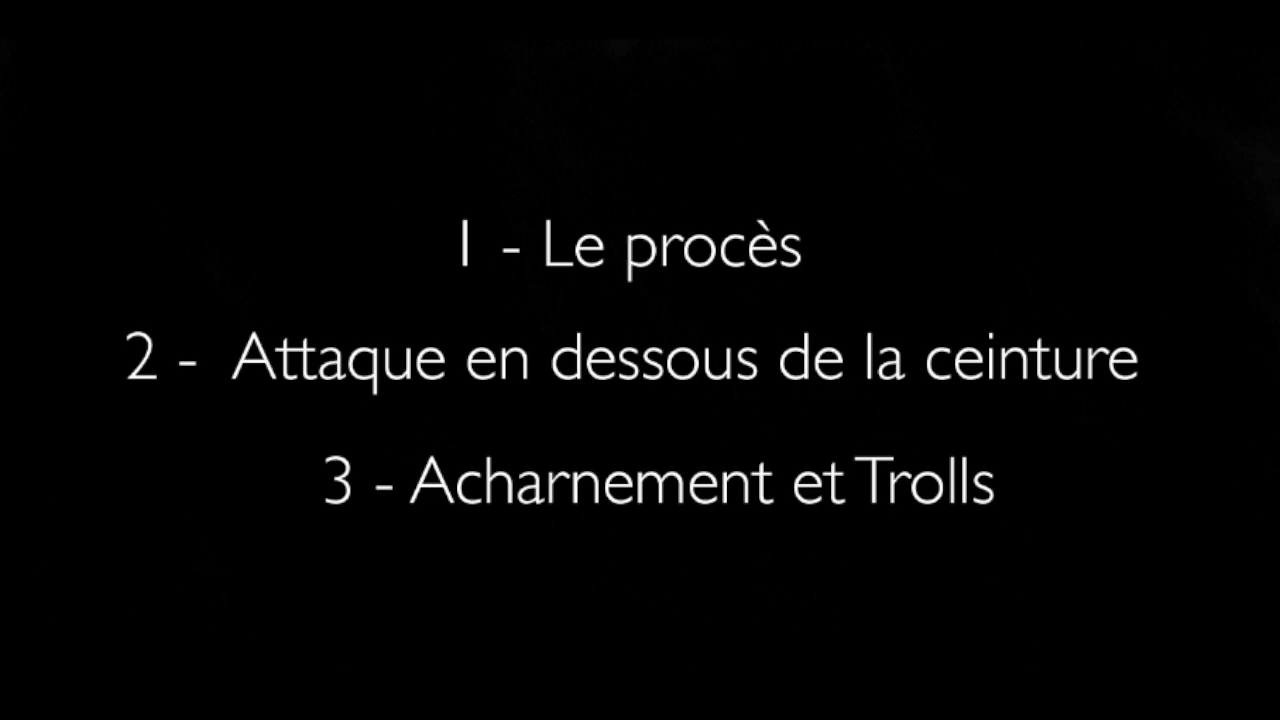 1 - Le procès
2 - Attaque en dessous de la ceinture
3 - Acharnement et Trolls